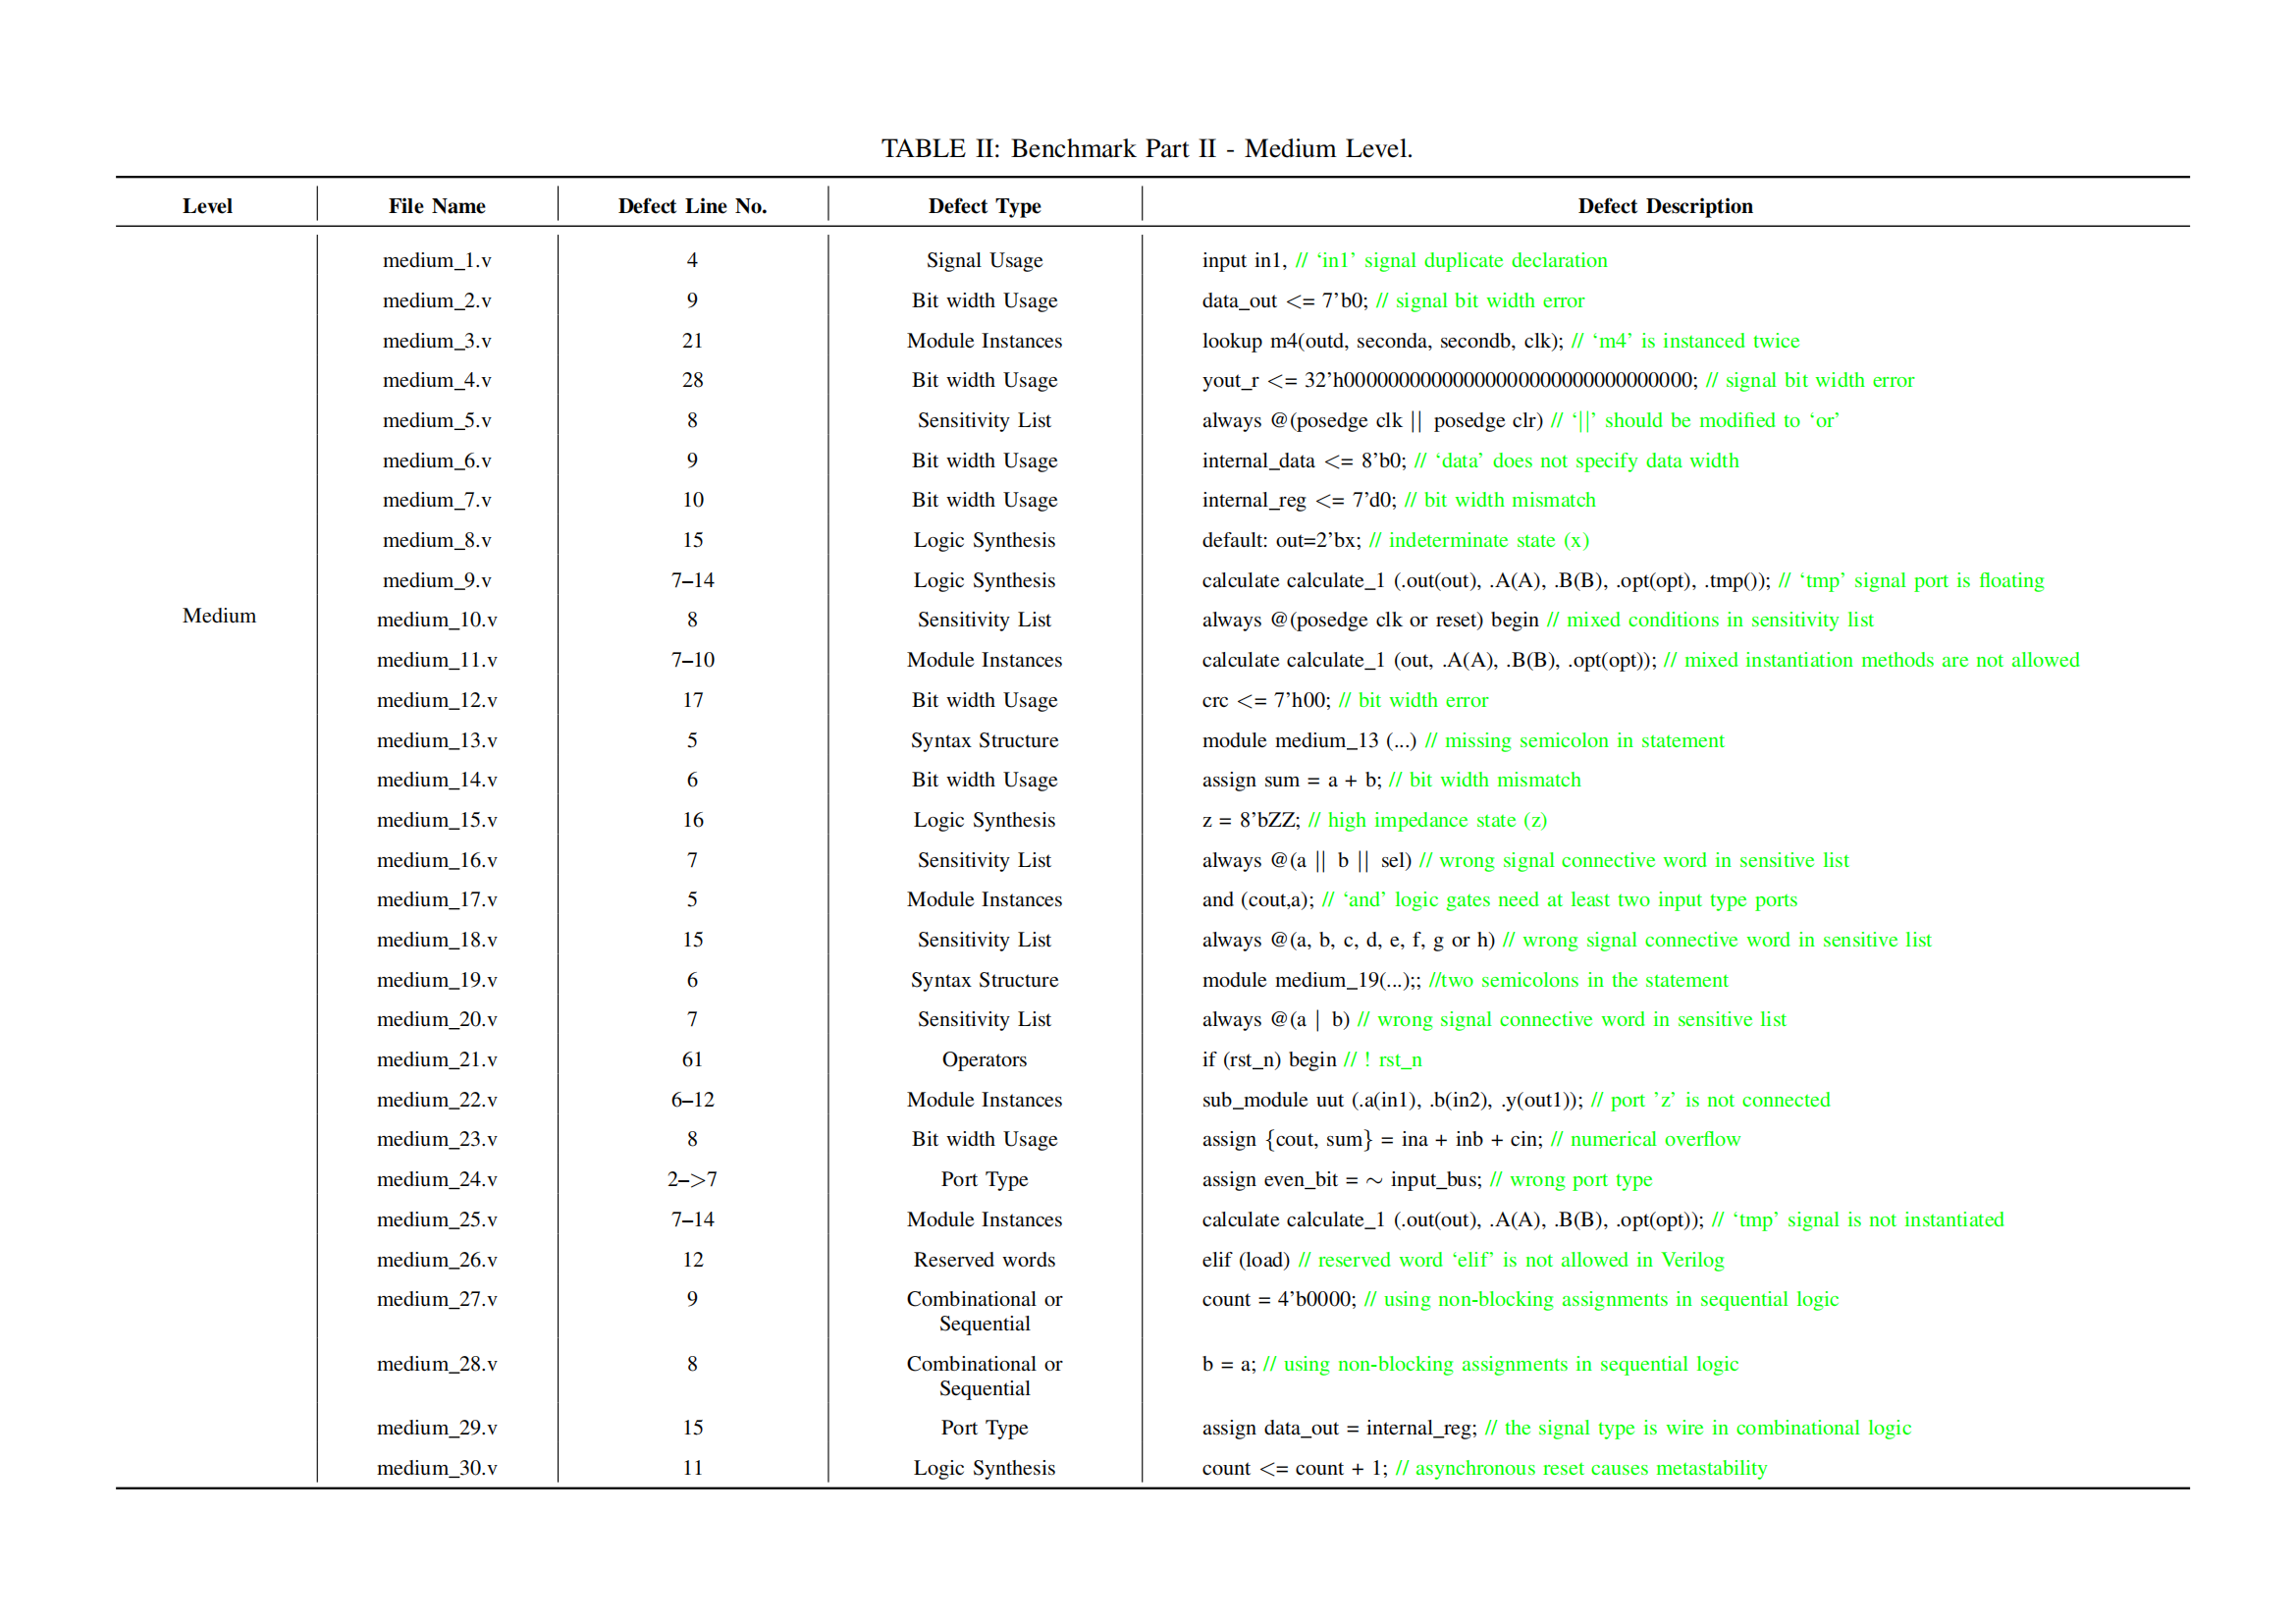 TABLE II: Benchmark Part II - Medium Level.
Level File Name Defect Line No. Defect Type Defect Description
medium_1.v 4 Signal Usage input in1, // ‘in1’ signal duplicate declaration
medium_2.v 9 Bit width Usage data_out <= 7’b0; // signal bit width error
medium_3.v 21 Module Instances lookup m4(outd, seconda, secondb, clk); // ‘m4’ is instanced twice
medium_4.v 28 Bit width Usage yout_r <= 32’h00000000000000000000000000000000; // signal bit width error
medium_5.v 8 Sensitivity List always @(posedge clk || posedge clr) // ‘||’ should be modified to ‘or’
medium_6.v 9 Bit width Usage internal_data <= 8’b0; // ‘data’ does not specify data width
medium_7.v 10 Bit width Usage internal_reg <= 7’d0; // bit width mismatch
medium_8.v 15 Logic Synthesis default: out=2’bx; // indeterminate state (x)
medium_9.v 7–14 Logic Synthesis calculate calculate_1 (.out(out), .A(A), .B(B), .opt(opt), .tmp()); // ‘tmp’ signal port is floating
Medium
medium_10.v 8 Sensitivity List always @(posedge clk or reset) begin // mixed conditions in sensitivity list
medium_11.v 7–10 Module Instances calculate calculate_1 (out, .A(A), .B(B), .opt(opt)); // mixed instantiation methods are not allowed
medium_12.v 17 Bit width Usage crc <= 7’h00; // bit width error
medium_13.v 5 Syntax Structure module medium_13 (...) // missing semicolon in statement
medium_14.v 6 Bit width Usage assign sum = a + b; // bit width mismatch
medium_15.v 16 Logic Synthesis z = 8’bZZ; // high impedance state (z)
medium_16.v 7 Sensitivity List always @(a || b || sel) // wrong signal connective word in sensitive list
medium_17.v 5 Module Instances and (cout,a); // ‘and’ logic gates need at least two input type ports
medium_18.v 15 Sensitivity List always @(a, b, c, d, e, f, g or h) // wrong signal connective word in sensitive list
medium_19.v 6 Syntax Structure module medium_19(...);; //two semicolons in the statement
medium_20.v 7 Sensitivity List always @(a | b) // wrong signal connective word in sensitive list
medium_21.v 61 Operators if (rst_n) begin // ! rst_n
medium_22.v 6–12 Module Instances sub_module uut (.a(in1), .b(in2), .y(out1)); // port ’z’ is not connected
medium_23.v 8 Bit width Usage assign {cout, sum} = ina + inb + cin; // numerical overflow
medium_24.v 2–>7 Port Type assign even_bit = ∼ input_bus; // wrong port type
medium_25.v 7–14 Module Instances calculate calculate_1 (.out(out), .A(A), .B(B), .opt(opt)); // ‘tmp’ signal is not instantiated
medium_26.v 12 Reserved words elif (load) // reserved word ‘elif’ is not allowed in Verilog
medium_27.v 9 Combinational or count = 4’b0000; // using non-blocking assignments in sequential logic
Sequential
medium_28.v 8 Combinational or b = a; // using non-blocking assignments in sequential logic
Sequential
medium_29.v 15 Port Type assign data_out = internal_reg; // the signal type is wire in combinational logic
medium_30.v 11 Logic Synthesis count <= count + 1; // asynchronous reset causes metastability